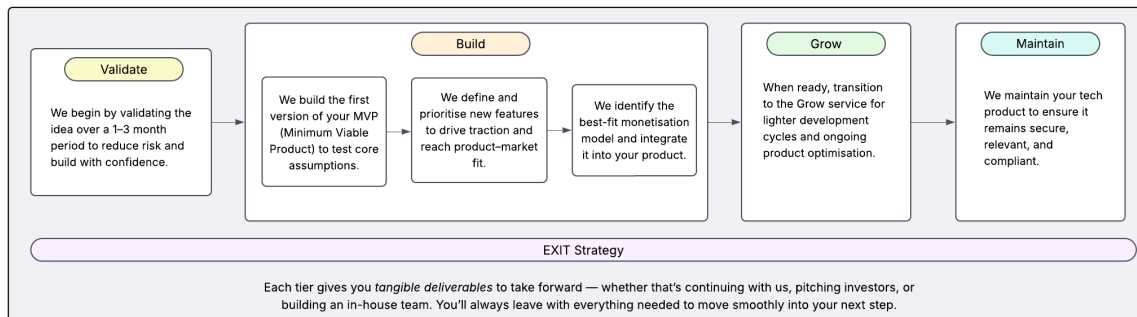 Validate
We begin by validating the
idea over a 1–3 month
period to reduce risk and
build with confidence.
Build
We build the first
version of your MVP
(Minimum Viable
Product) to test core
assumptions.
We define and
prioritise new features
to drive traction and
reach product–market
fit.
We identify the
best-fit monetisation
model and integrate
it into your product.
Grow
When ready, transition
to the Grow service for
lighter development
cycles and ongoing
product optimisation.
Maintain
We maintain your tech
product to ensure it
remains secure,
relevant, and
compliant.
EXIT Strategy
Each tier gives you tangible deliverables to take forward — whether that’s continuing with us, pitching investors, or
building an in-house team. You’ll always leave with everything needed to move smoothly into your next step.